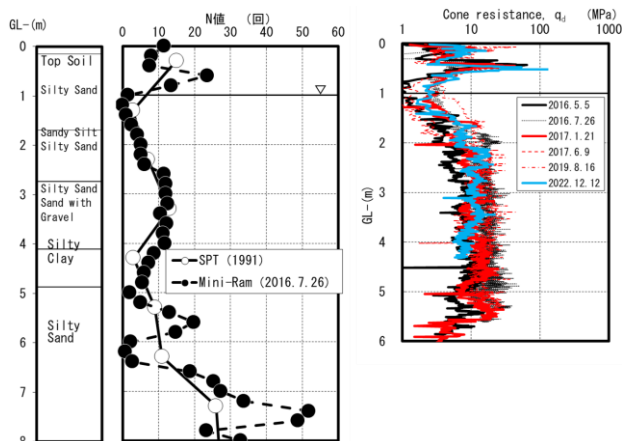 N値 (回)
GL-(m)
0 10 20 30 40 50 60
0
1
2
3
4
5
6
7
8
Top Soil
Silty Sand
Sandy Silt
Silty Sand
Silty Sand
Sand with
Gravel
Silty
Clay
Silty
Sand
SPT (1991)
Mini-Ram (2016.7.26)
Cone resistance, qd (MPa)
1 10 100 1000
GL-(m)
0
1
2
3
4
5
6
2016.5.5
2016.7.26
2017.1.21
2017.6.9
2019.8.16
2022.12.12